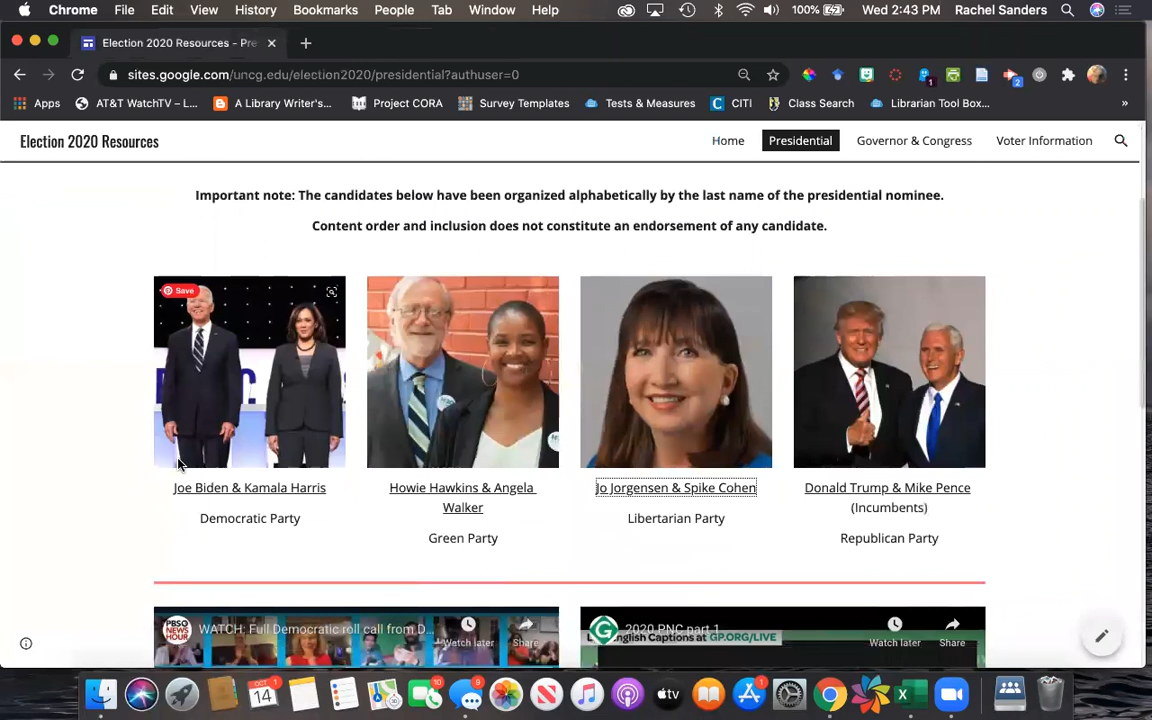 Chrome File Edit View History Bookmarks People Tab Window Help 100% Wed 2:43 PM Rachel Sanders
Election 2020 Resources - Pre
sites.google.com/uncg.edu/election2020/presidential?authuser=0
Apps AT&T WatchTV – L... A Library Writer's... Project CORA Survey Templates Tests & Measures CITI Class Search Librarian Tool Box... »
Election 2020 Resources Home Presidential Governor & Congress Voter Information
Important note: The candidates below have been organized alphabetically by the last name of the presidential nominee.
Content order and inclusion does not constitute an endorsement of any candidate.
Save
Joe Biden & Kamala Harris
Democratic Party
Howie Hawkins & Angela
Walker
Green Party
Jo Jorgensen & Spike Cohen
Libertarian Party
Donald Trump & Mike Pence
(Incumbents)
Republican Party
PBS NEWS HOUR
WATCH: Full Democratic roll call from D...
Watch later Share
2020 PNC part 1
English Captions at GP.ORG/LIVE
Watch later Share
OCT 1
14
10
9
1